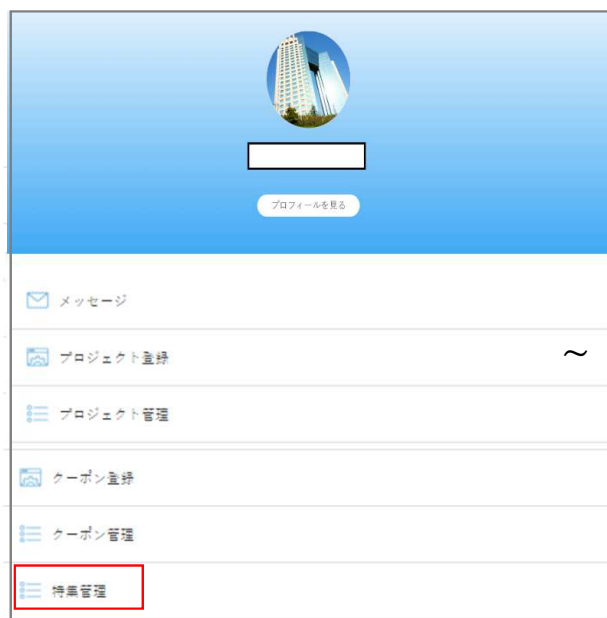 プロフィールを見る
メッセージ
プロジェクト登録
~
プロジェクト管理
クーポン登録
クーポン管理
特集管理